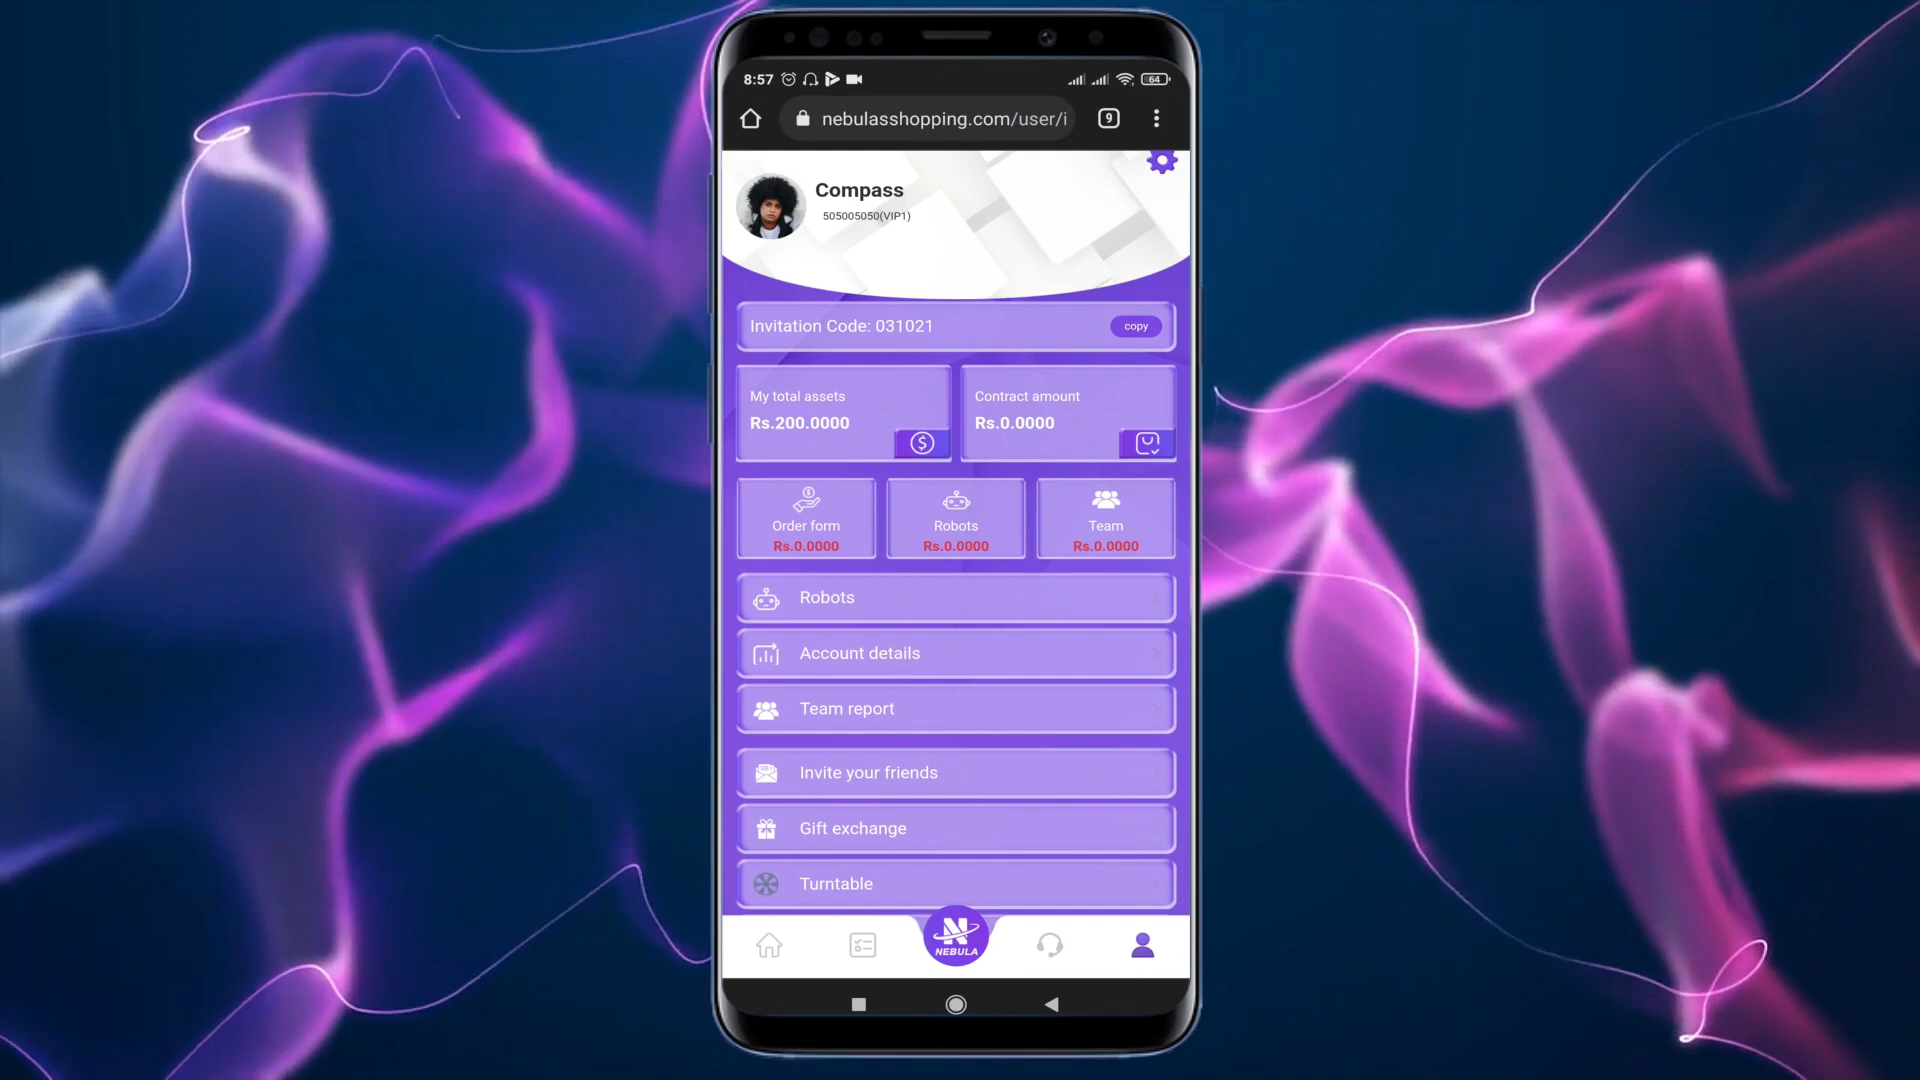 8:57
64
nebulasshopping.com/user/i
9
Compass
505005050(VIP1)
Invitation Code: 031021
copy
My total assets
Contract amount
Rs.200.0000
Rs.0.0000
Order form
Robots
Team
Rs.0.0000
Rs.0.0000
Rs.0.0000
Robots
Account details
Team report
Invite your friends
Gift exchange
Turntable
N
NEBULA